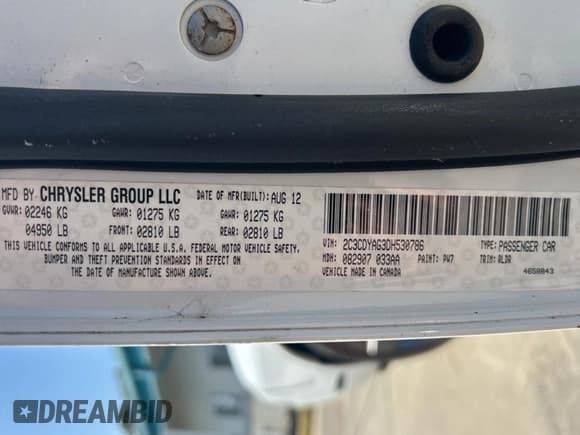 MFD BY CHRYSLER GROUP LLC DATE OF MFR(BUILT): AUG 12
GVWR: 02246 KG GAWR: 01275 KG GAWR: 01275 KG
04950 LB FRONT: 02810 LB REAR: 02810 LB
THIS VEHICLE CONFORMS TO ALL APPLICABLE U.S.A. FEDERAL MOTOR VEHICLE SAFETY,
BUMPER AND THEFT PREVENTION STANDARDS IN EFFECT ON
THE DATE OF MANUFACTURE SHOWN ABOVE.
VIN: 2C3CDYAG3DH530786 TYPE: PASSENGER CAR
MDH: 082907 033AA PAINT: PW7 TRIM: RLDR
VEHICLE MADE IN CANADA 4658843
DREAMBID